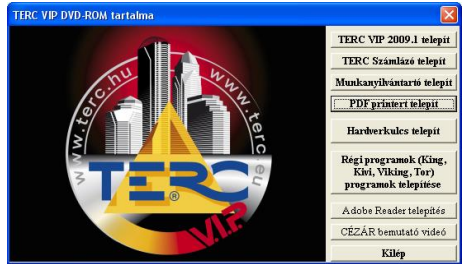 TERC VIP DVD-ROM tartalma
www.terc.hu
www.terc.eu
TERC
®
V.I.P.
TERC VIP 2009.1 telepít
TERC Számlázó telepít
Munkanyilvántartó telepít
PDF printert telepít
Hardverkulcs telepít
Régi programok (King,
Kivi, Viking, Tor)
programok telepítése
Adobe Reader telepítés
CÉZÁR bemutató videó
Kilép